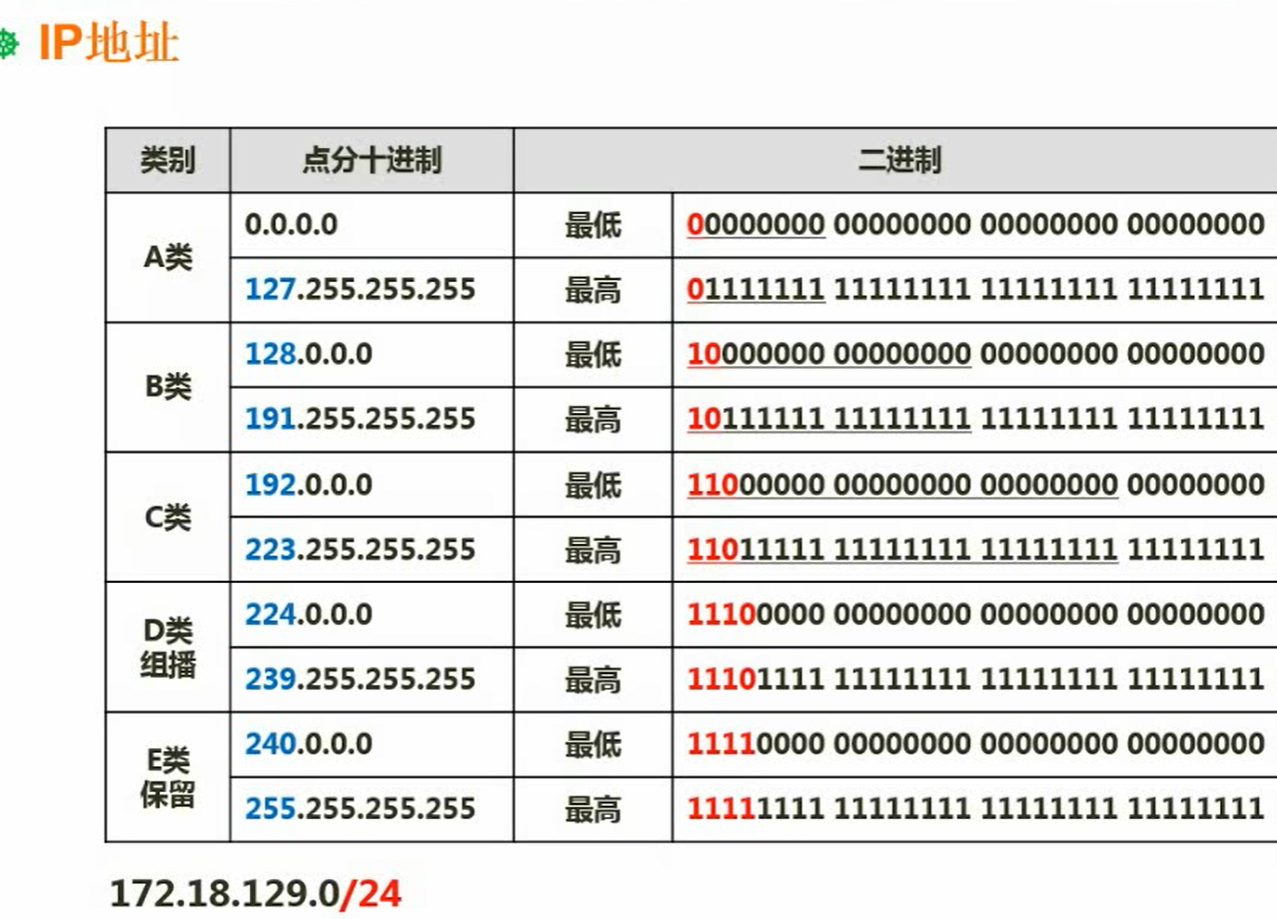 IP地址
类别 点分十进制 二进制
A类 0.0.0.0 最低 00000000 00000000 00000000 00000000
127.255.255.255 最高 01111111 11111111 11111111 11111111
B类 128.0.0.0 最低 10000000 00000000 00000000 00000000
191.255.255.255 最高 10111111 11111111 11111111 11111111
C类 192.0.0.0 最低 11000000 00000000 00000000 00000000
223.255.255.255 最高 11011111 11111111 11111111 11111111
D类
组播 224.0.0.0 最低 11100000 00000000 00000000 00000000
239.255.255.255 最高 11101111 11111111 11111111 11111111
E类
保留 240.0.0.0 最低 11110000 00000000 00000000 00000000
255.255.255.255 最高 11111111 11111111 11111111 11111111
172.18.129.0/24